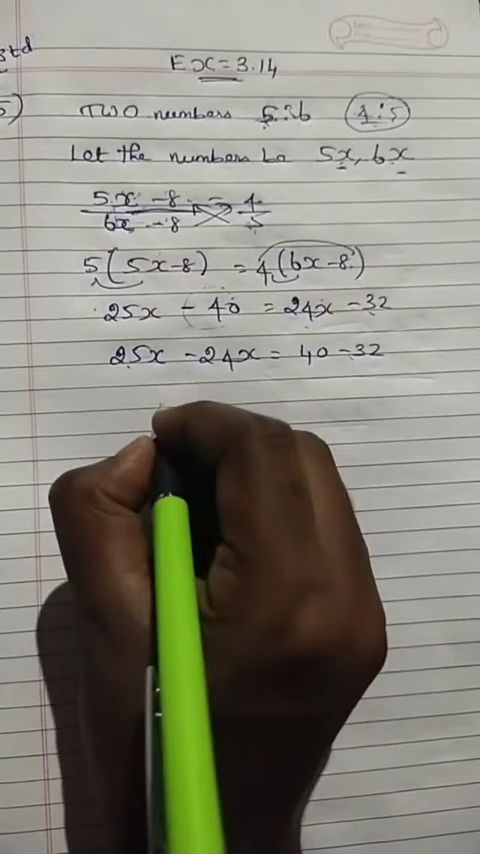 std
Ex = 3.14
5) Two numbers 5:6 4:5
Let the numbers be 5x, 6x
5x - 8 / 6x - 8 = 4 / 5
5(5x-8) = 4(6x-8)
25x - 40 = 24x - 32
25x - 24x = 40 - 32